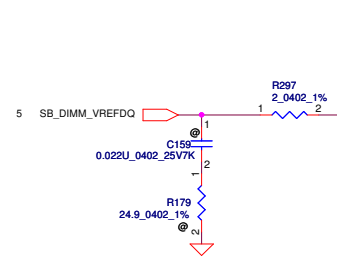 R297
2_0402_1%
5 SB_DIMM_VREFDQ 1 2
1
@
C159
0.022U_0402_25V7K
2
1
R179
24.9_0402_1%
@ 2